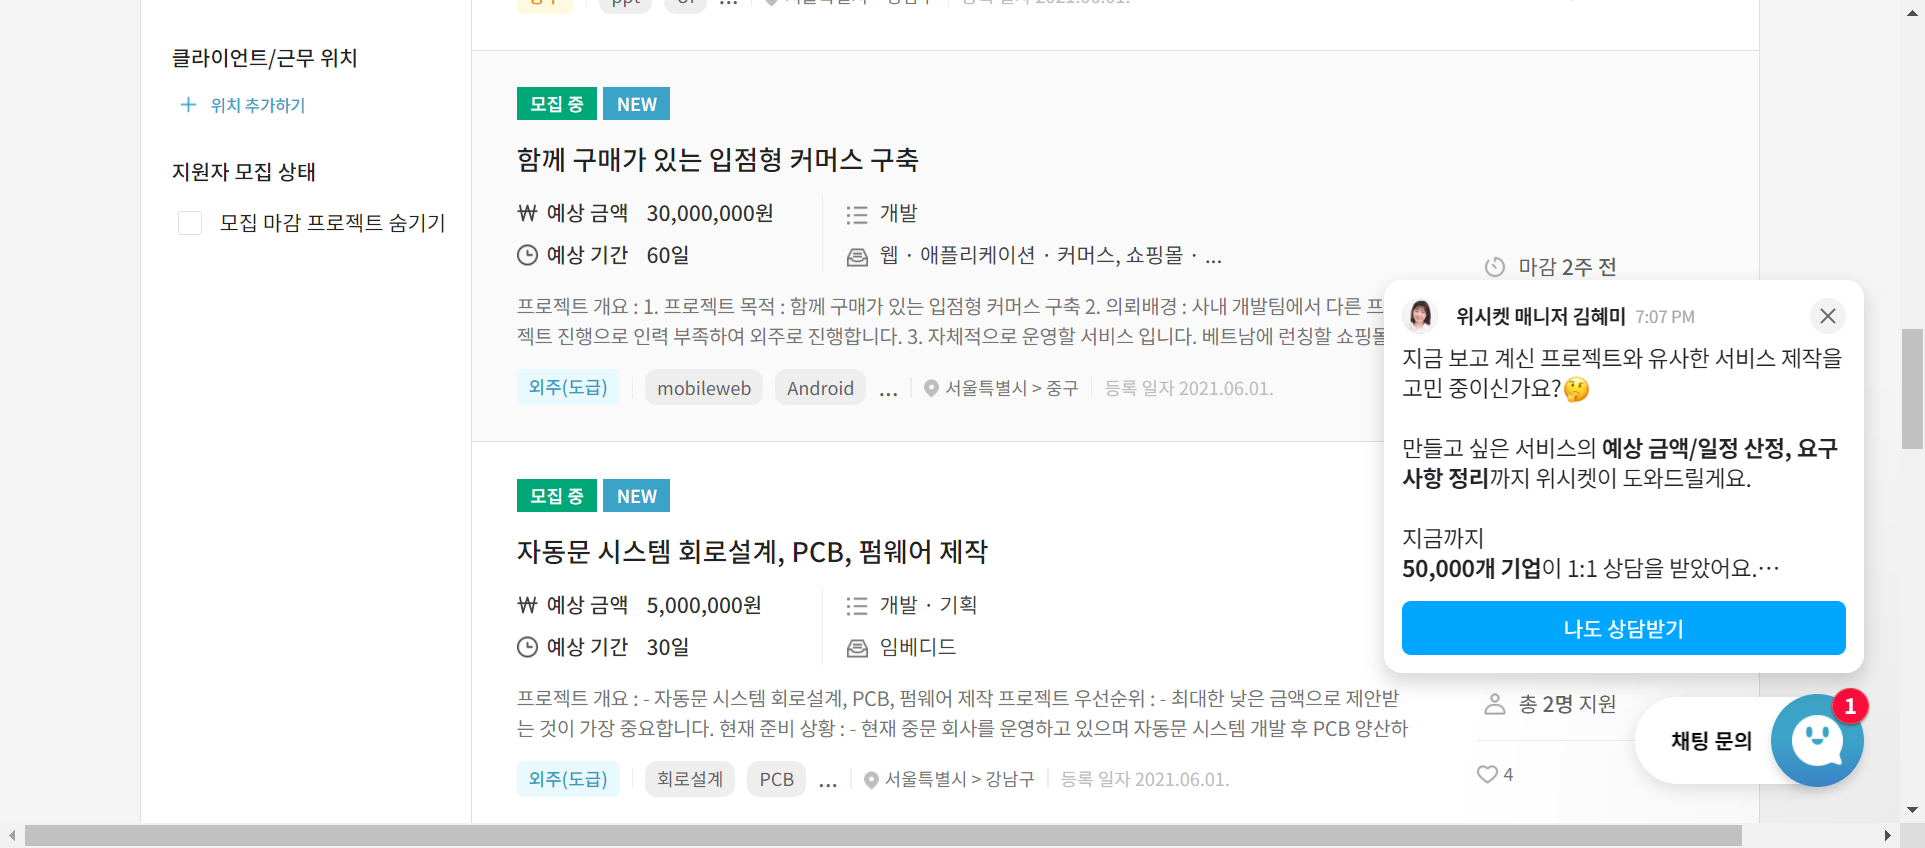 ppt
...
클라이언트/근무 위치
+ 위치 추가하기
지원자 모집 상태
모집 마감 프로젝트 숨기기
모집 중 NEW
함께 구매가 있는 입점형 커머스 구축
₩ 예상 금액 30,000,000원
개발
예상 기간 60일
웹 · 애플리케이션 · 커머스, 쇼핑몰 · ...
마감 2주 전
프로젝트 개요 : 1. 프로젝트 목적 : 함께 구매가 있는 입점형 커머스 구축 2. 의뢰배경 : 사내 개발팀에서 다른 프
젝트 진행으로 인력 부족하여 외주로 진행합니다. 3. 자체적으로 운영할 서비스 입니다. 베트남에 런칭할 쇼핑몰
외주(도급) mobileweb Android ... 서울특별시 > 중구 등록 일자 2021.06.01.
모집 중 NEW
자동문 시스템 회로설계, PCB, 펌웨어 제작
₩ 예상 금액 5,000,000원
개발 · 기획
예상 기간 30일
임베디드
프로젝트 개요 : - 자동문 시스템 회로설계, PCB, 펌웨어 제작 프로젝트 우선순위 : - 최대한 낮은 금액으로 제안받
는 것이 가장 중요합니다. 현재 준비 상황 : - 현재 중문 회사를 운영하고 있으며 자동문 시스템 개발 후 PCB 양산하
외주(도급) 회로설계 PCB ... 서울특별시 > 강남구 등록 일자 2021.06.01.
총 2명 지원
4
위시켓 매니저 김혜미 7:07 PM
지금 보고 계신 프로젝트와 유사한 서비스 제작을
고민 중이신가요?🤔
만들고 싶은 서비스의 예상 금액/일정 산정, 요구
사항 정리까지 위시켓이 도와드릴게요.
지금까지
50,000개 기업이 1:1 상담을 받았어요.…
나도 상담받기
채팅 문의
1